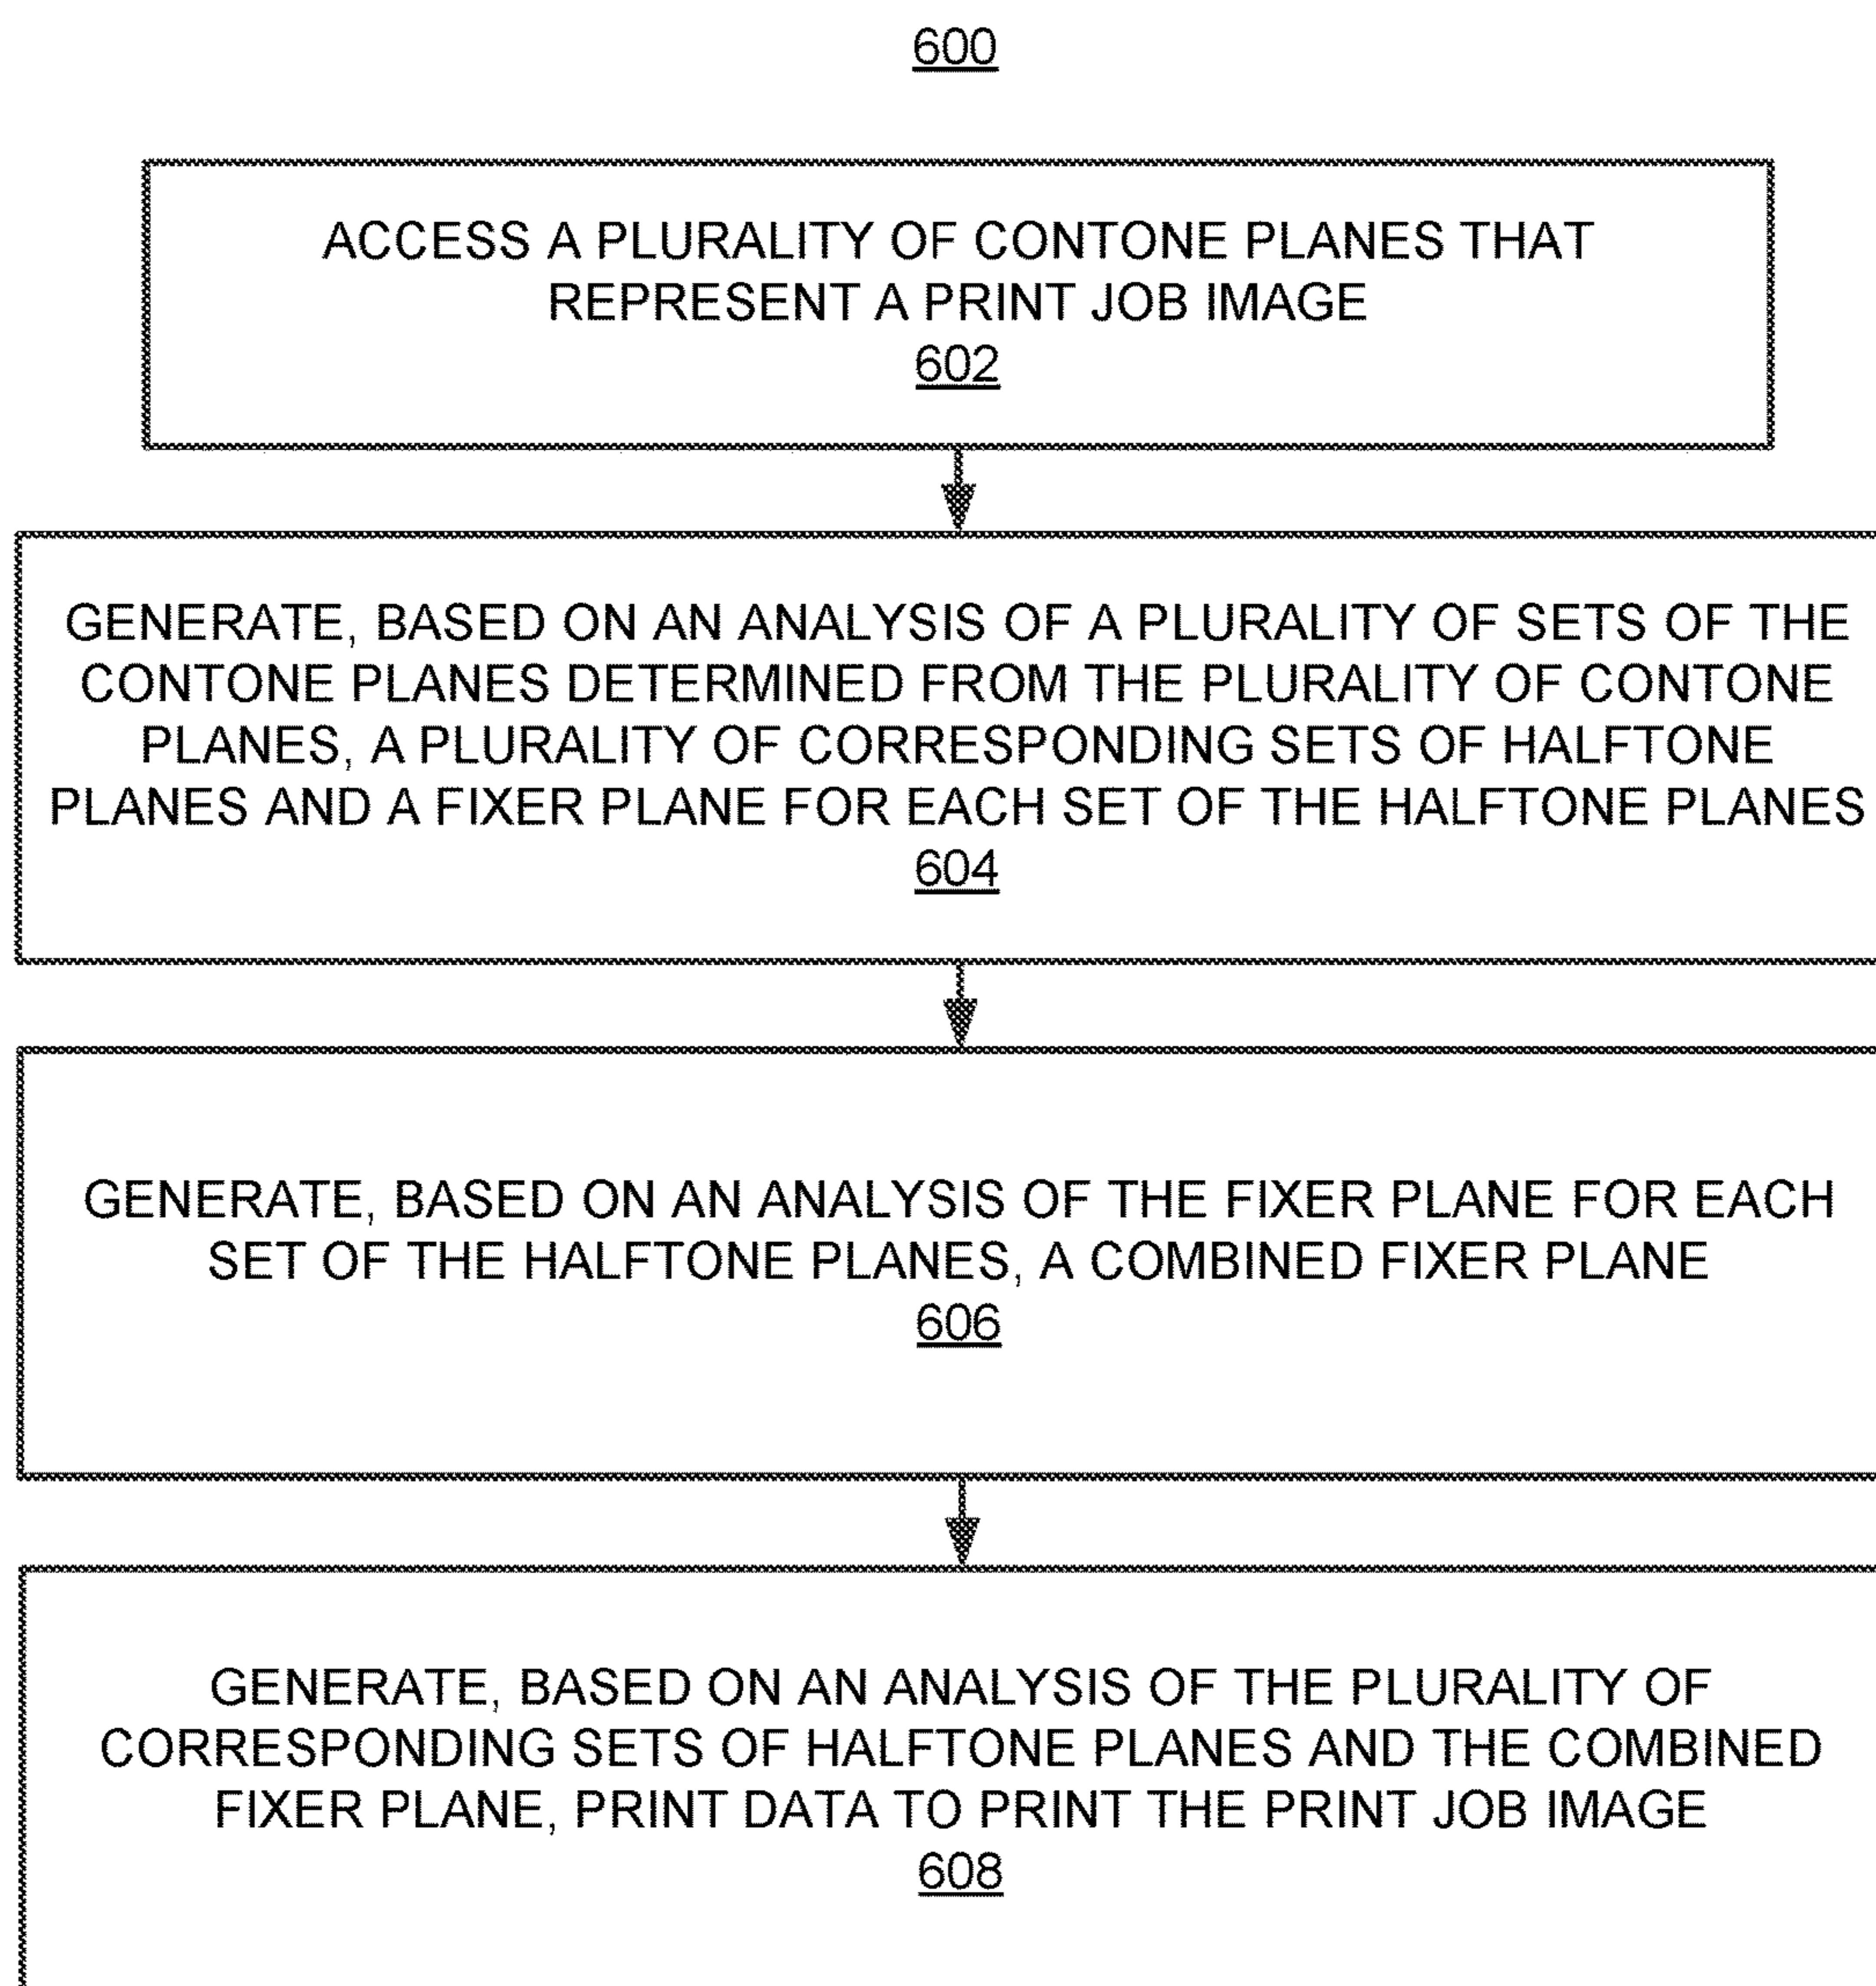 600
ACCESS A PLURALITY OF CONTONE PLANES THAT
REPRESENT A PRINT JOB IMAGE
602
GENERATE, BASED ON AN ANALYSIS OF A PLURALITY OF SETS OF THE
CONTONE PLANES DETERMINED FROM THE PLURALITY OF CONTONE
PLANES, A PLURALITY OF CORRESPONDING SETS OF HALFTONE
PLANES AND A FIXER PLANE FOR EACH SET OF THE HALFTONE PLANES
604
GENERATE, BASED ON AN ANALYSIS OF THE FIXER PLANE FOR EACH
SET OF THE HALFTONE PLANES, A COMBINED FIXER PLANE
606
GENERATE, BASED ON AN ANALYSIS OF THE PLURALITY OF
CORRESPONDING SETS OF HALFTONE PLANES AND THE COMBINED
FIXER PLANE, PRINT DATA TO PRINT THE PRINT JOB IMAGE
608